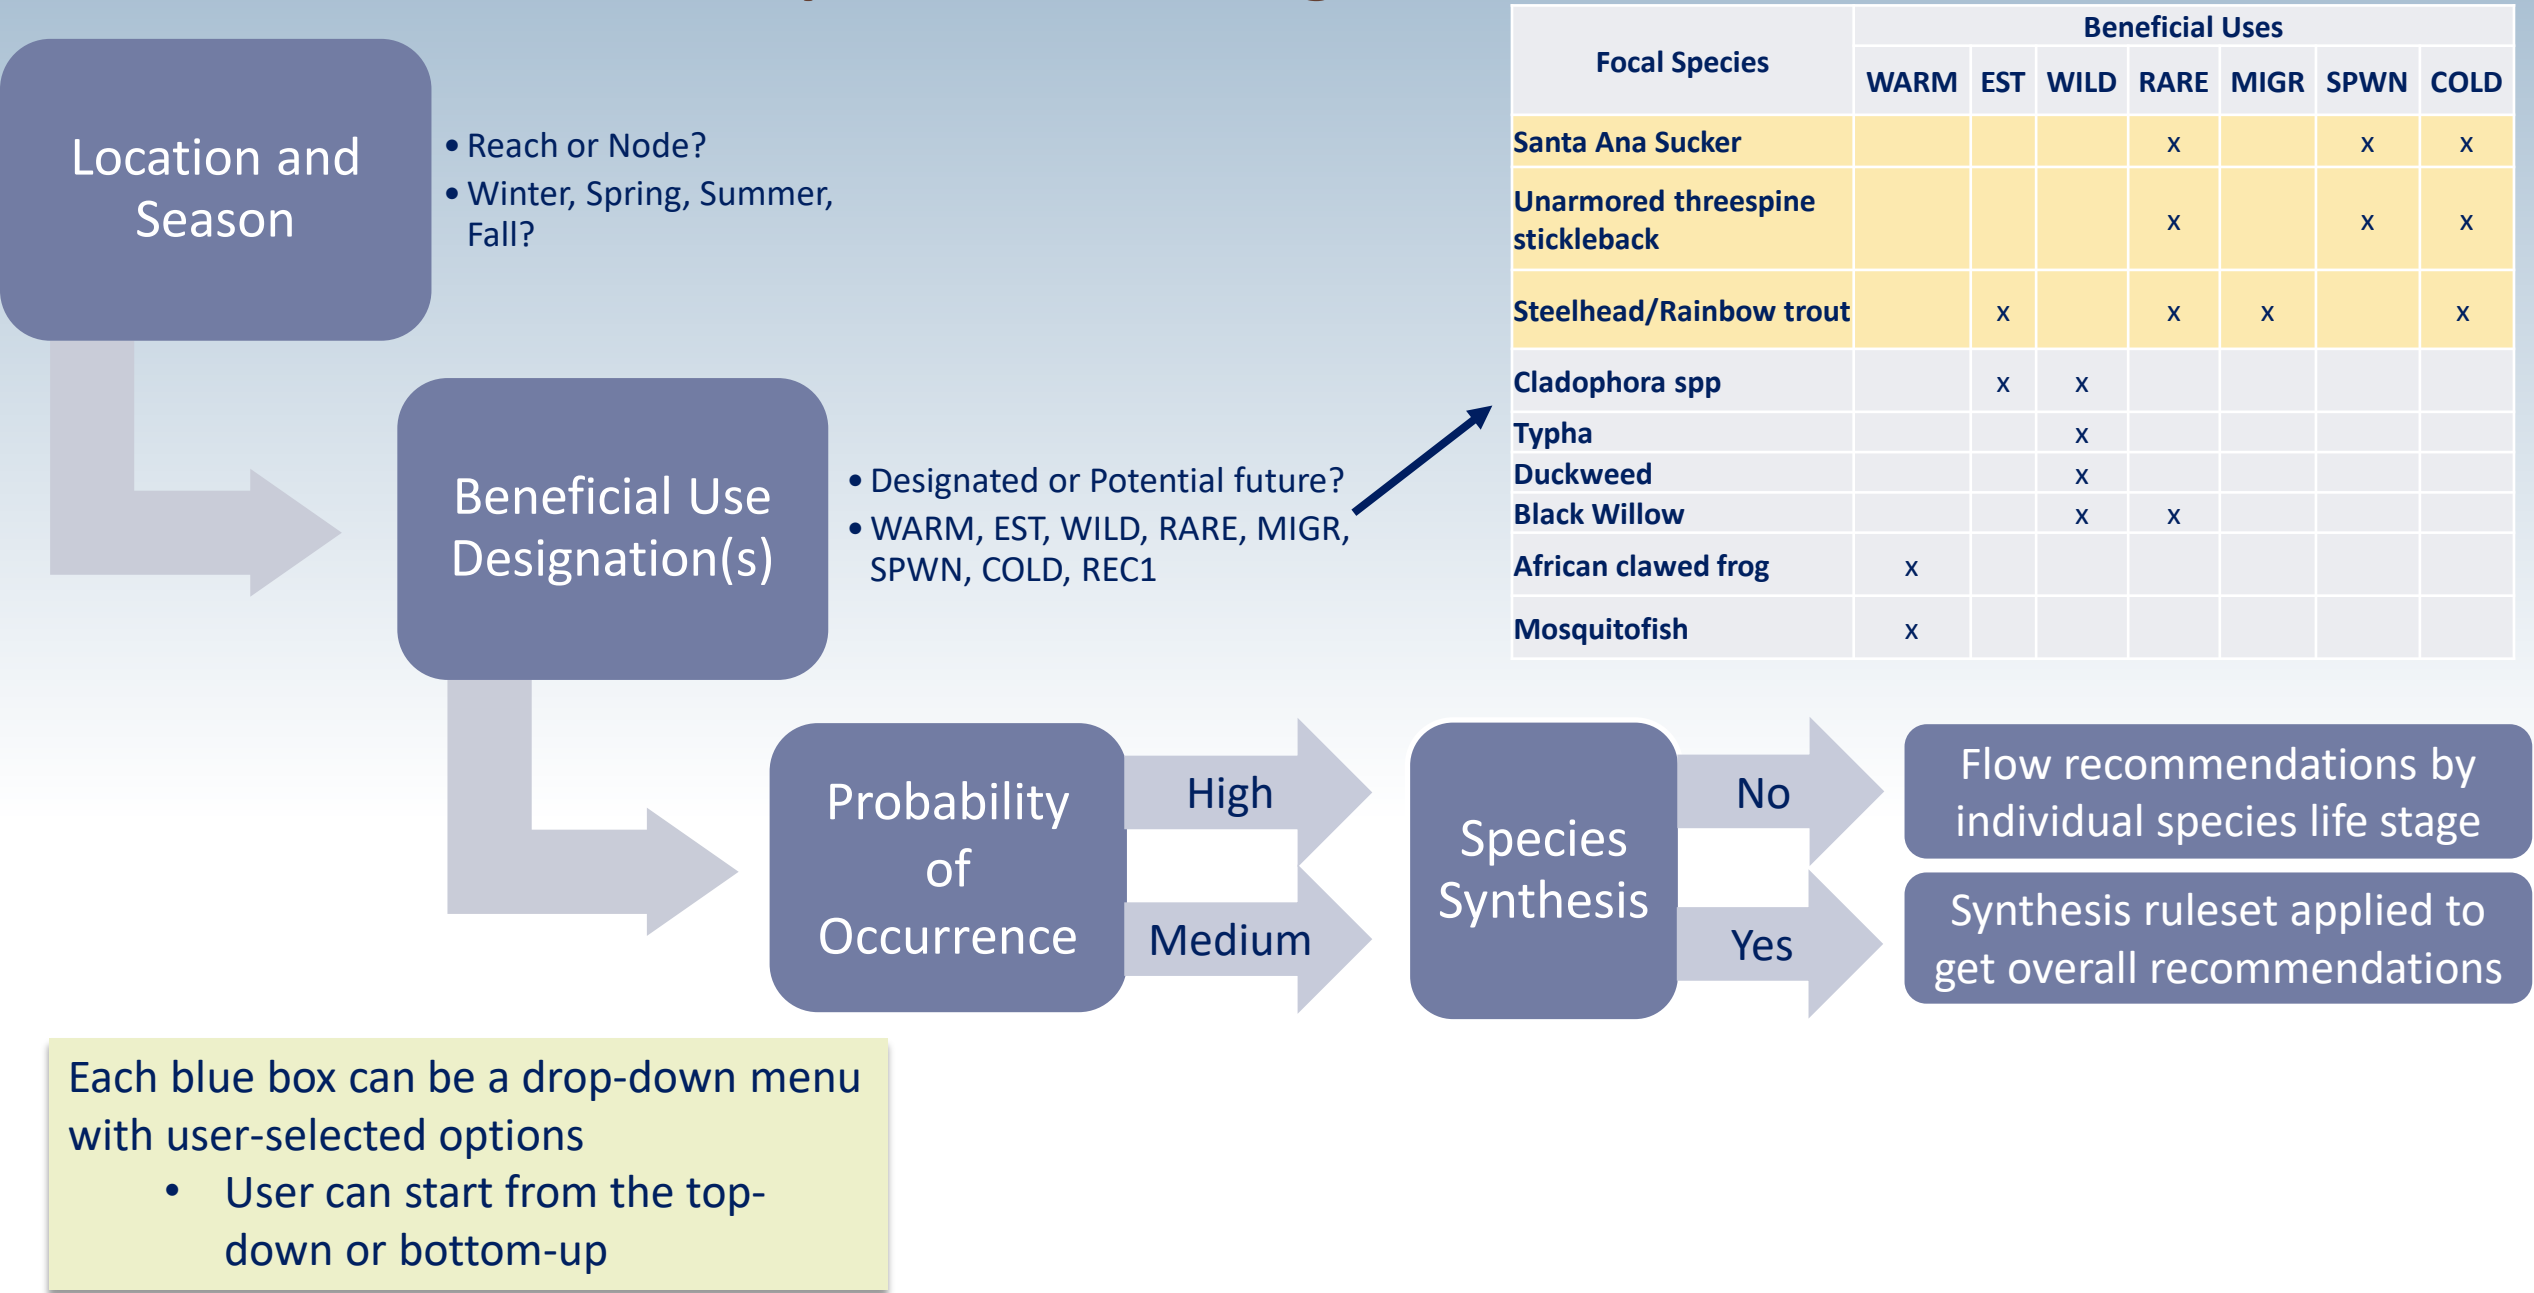 Location and
Season
• Reach or Node?
• Winter, Spring, Summer,
Fall?
Beneficial Use
Designation(s)
• Designated or Potential future?
• WARM, EST, WILD, RARE, MIGR,
SPWN, COLD, REC1
Focal Species
Beneficial Uses
WARM EST WILD RARE MIGR SPWN COLD
Santa Ana Sucker x x x
Unarmored threespine
stickleback x x x
Steelhead/Rainbow trout x x x x
Cladophora spp x x
Typha x
Duckweed x
Black Willow x x
African clawed frog x
Mosquitofish x
Probability
of
Occurrence
High
Medium
Species
Synthesis
No
Yes
Flow recommendations by
individual species life stage
Synthesis ruleset applied to
get overall recommendations
Each blue box can be a drop-down menu
with user-selected options
• User can start from the top-
down or bottom-up